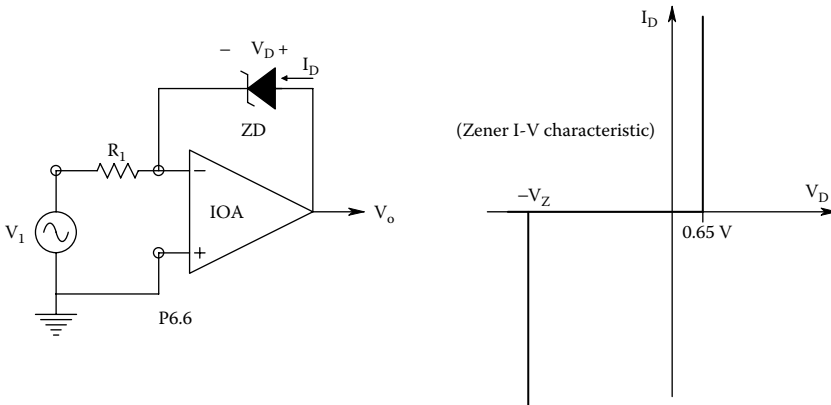 − V_D +
I_D
ZD
R_1
−
IOA
+
V_1
V_o
P6.6
I_D
(Zener I-V characteristic)
−V_Z
V_D
0.65 V